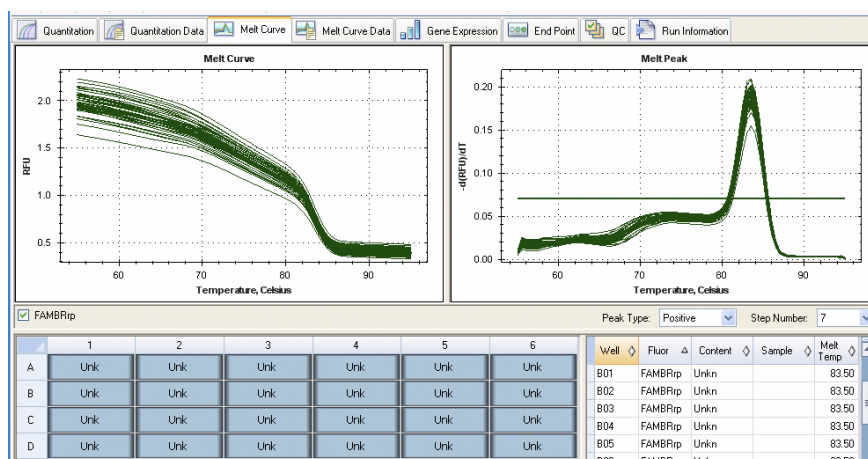 Quantitation Quantitation Data Melt Curve Melt Curve Data Gene Expression End Point QC Run Information
Melt Curve
2.0
1.5
1.0
0.5
RFU
60 70 80 90
Temperature, Celsius
Melt Peak
0.20
0.15
0.10
0.05
0.00
-d(RFU)/dT
60 70 80 90
Temperature, Celsius
FAMBRrp
Peak Type: Positive Step Number: 7
1 2 3 4 5 6
A Unk Unk Unk Unk Unk Unk
B Unk Unk Unk Unk Unk Unk
C Unk Unk Unk Unk Unk Unk
D Unk Unk Unk Unk Unk Unk
Well Fluor Content Sample Melt Temp
B01 FAMBRrp Unkn 83.50
B02 FAMBRrp Unkn 83.50
B03 FAMBRrp Unkn 83.50
B04 FAMBRrp Unkn 83.50
B05 FAMBRrp Unkn 83.50